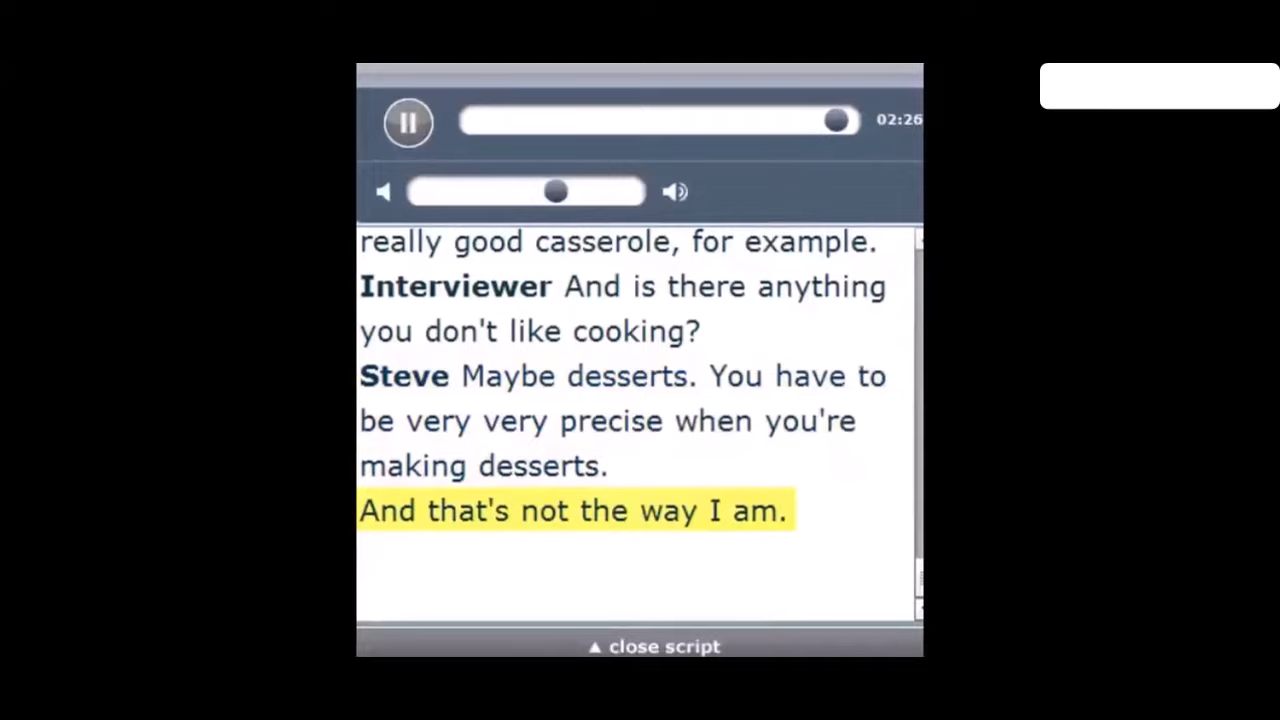 02:26
really good casserole, for example.
Interviewer And is there anything
you don't like cooking?
Steve Maybe desserts. You have to
be very very precise when you're
making desserts.
And that's not the way I am.
▲ close script